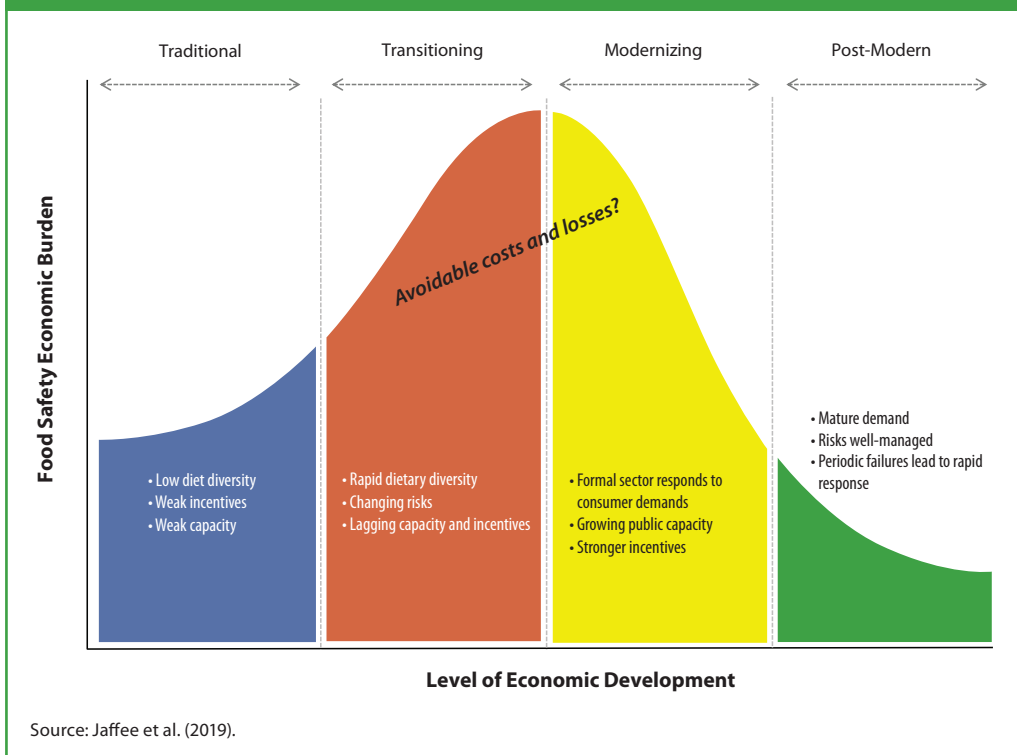 Traditional
Transitioning
Modernizing
Post-Modern
Food Safety Economic Burden
Avoidable costs and losses?
• Low diet diversity
• Weak incentives
• Weak capacity
• Rapid dietary diversity
• Changing risks
• Lagging capacity and incentives
• Formal sector responds to
consumer demands
• Growing public capacity
• Stronger incentives
• Mature demand
• Risks well-managed
• Periodic failures lead to rapid
response
Level of Economic Development
Source: Jaffee et al. (2019).